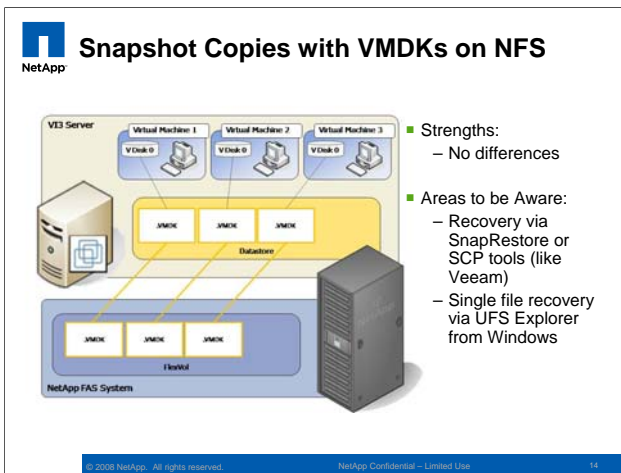 NetApp
Snapshot Copies with VMDKs on NFS
VI3 Server
Virtual Machine 1
Virtual Machine 2
Virtual Machine 3
VDisk 0
VDisk 0
VDisk 0
.VMDK
.VMDK
.VMDK
Datastore
.VMDK
.VMDK
.VMDK
FlexVol
NetApp FAS System
NetApp
Strengths:
– No differences
Areas to be Aware:
– Recovery via
SnapRestore or
SCP tools (like
Veeam)
– Single file recovery
via UFS Explorer
from Windows
© 2008 NetApp. All rights reserved.
NetApp Confidential – Limited Use
14